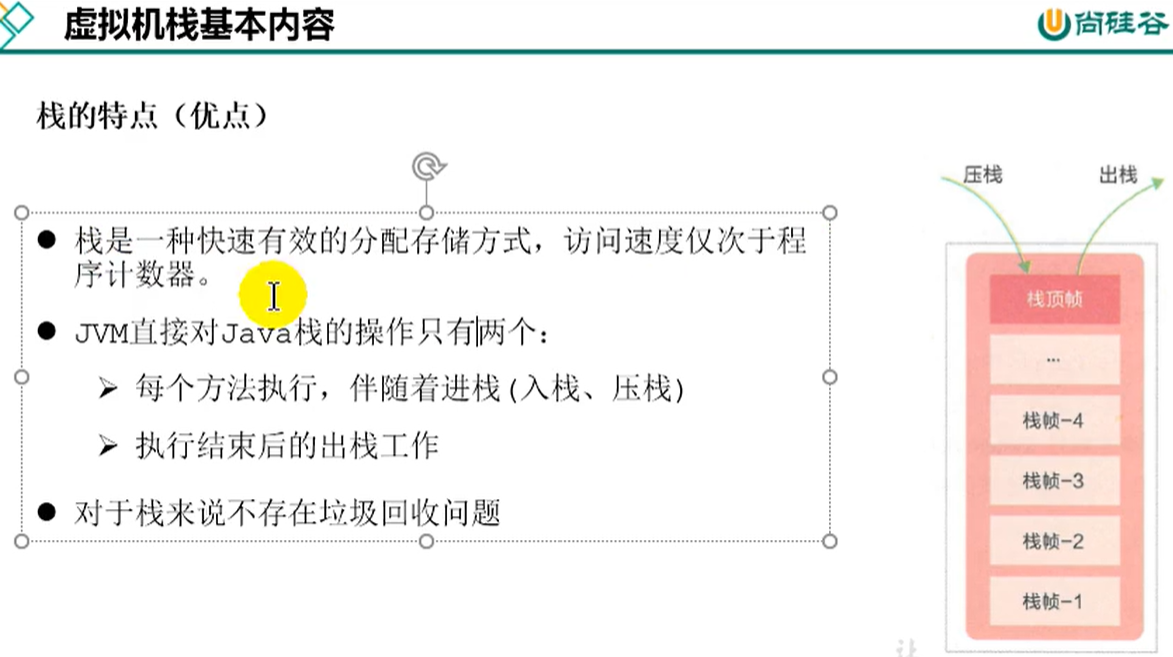 虚拟机栈基本内容
尚硅谷
栈的特点（优点）
● 栈是一种快速有效的分配存储方式，访问速度仅次于程
序计数器。
● JVM直接对Java栈的操作只有两个：
➢ 每个方法执行，伴随着进栈(入栈、压栈)
➢ 执行结束后的出栈工作
● 对于栈来说不存在垃圾回收问题
压栈
出栈
栈顶帧
...
栈帧-4
栈帧-3
栈帧-2
栈帧-1
让